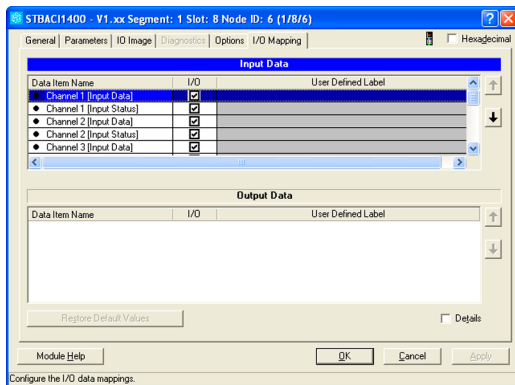 STBACI1400 - V1.xx Segment: 1 Slot: 8 Node ID: 6 (1/8/6)
General Parameters IO Image Diagnostics Options I/O Mapping
Hexadecimal
Input Data
Data Item Name I/O User Defined Label
Channel 1 [Input Data]
Channel 1 [Input Status]
Channel 2 [Input Data]
Channel 2 [Input Status]
Channel 3 [Input Data]
Output Data
Data Item Name I/O User Defined Label
Restore Default Values
Details
Module Help OK Cancel Apply
Configure the I/O data mappings.